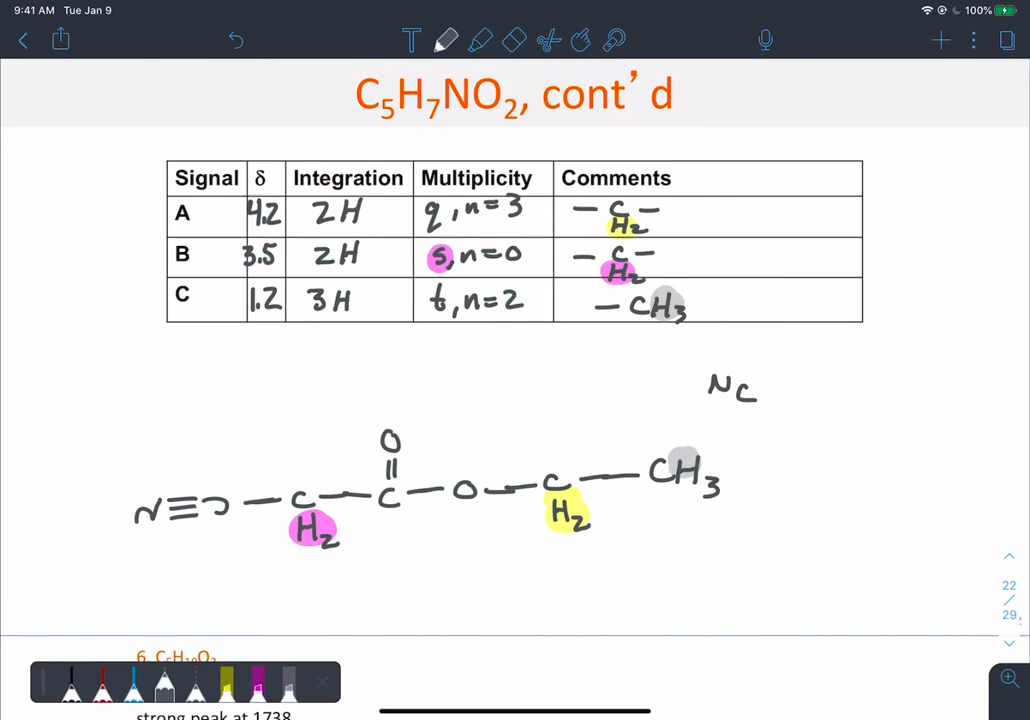 9:41 AM Tue Jan 9
100%
T
C₅H₇NO₂, cont' d
Signal δ Integration Multiplicity Comments
A 4.2 2H q, n=3 –C–
H₂
B 3.5 2H s, n=0 –C–
H₂
C 1.2 3H t, n=2 –CH₃
NC
O
N≡C–C–C–O–C–CH₃
H₂ H₂
22
/
29
6. C₅H₁₀O₂
strong peak at 1738